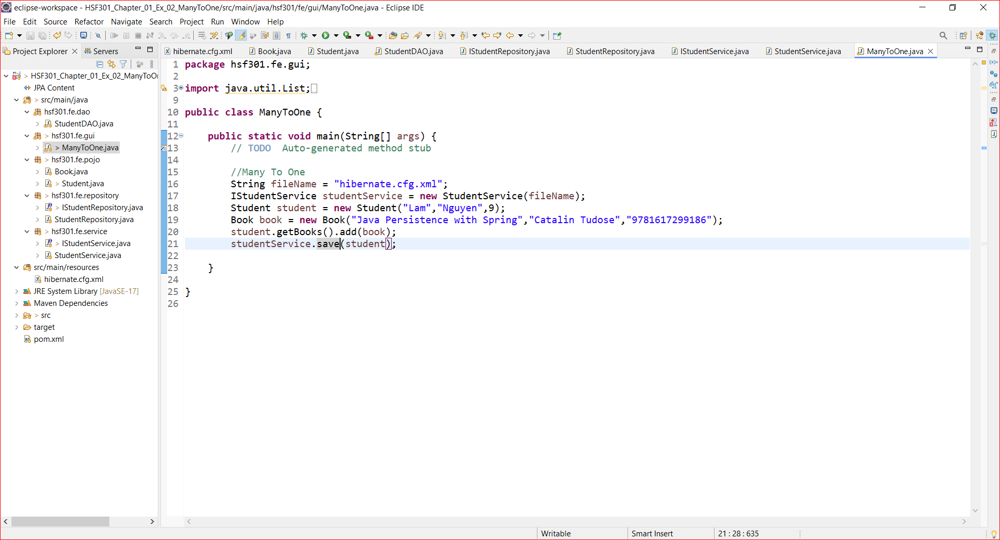 eclipse-workspace - HSF301_Chapter_01_Ex_02_ManyToOne/src/main/java/hsf301/fe/gui/ManyToOne.java - Eclipse IDE
File Edit Source Refactor Navigate Search Project Run Window Help
Project Explorer Servers
hibernate.cfg.xml Book.java Student.java StudentDAO.java IStudentRepository.java StudentRepository.java IStudentService.java StudentService.java ManyToOne.java
> HSF301_Chapter_01_Ex_02_ManyToOn
JPA Content
> src/main/java
hsf301.fe.dao
StudentDAO.java
> hsf301.fe.gui
> ManyToOne.java
> hsf301.fe.pojo
Book.java
> Student.java
> hsf301.fe.repository
> IStudentRepository.java
StudentRepository.java
> hsf301.fe.service
> IStudentService.java
StudentService.java
src/main/resources
hibernate.cfg.xml
JRE System Library [JavaSE-17]
Maven Dependencies
> src
target
pom.xml
1 package hsf301.fe.gui;
2
3 import java.util.List;
9
10 public class ManyToOne {
11
12 public static void main(String[] args) {
13 // TODO Auto-generated method stub
14
15 //Many To One
16 String fileName = "hibernate.cfg.xml";
17 IStudentService studentService = new StudentService(fileName);
18 Student student = new Student("Lam","Nguyen",9);
19 Book book = new Book("Java Persistence with Spring","Catalin Tudose","9781617299186");
20 student.getBooks().add(book);
21 studentService.save(student);
22
23 }
24
25 }
26
Writable Smart Insert 21 : 28 : 635